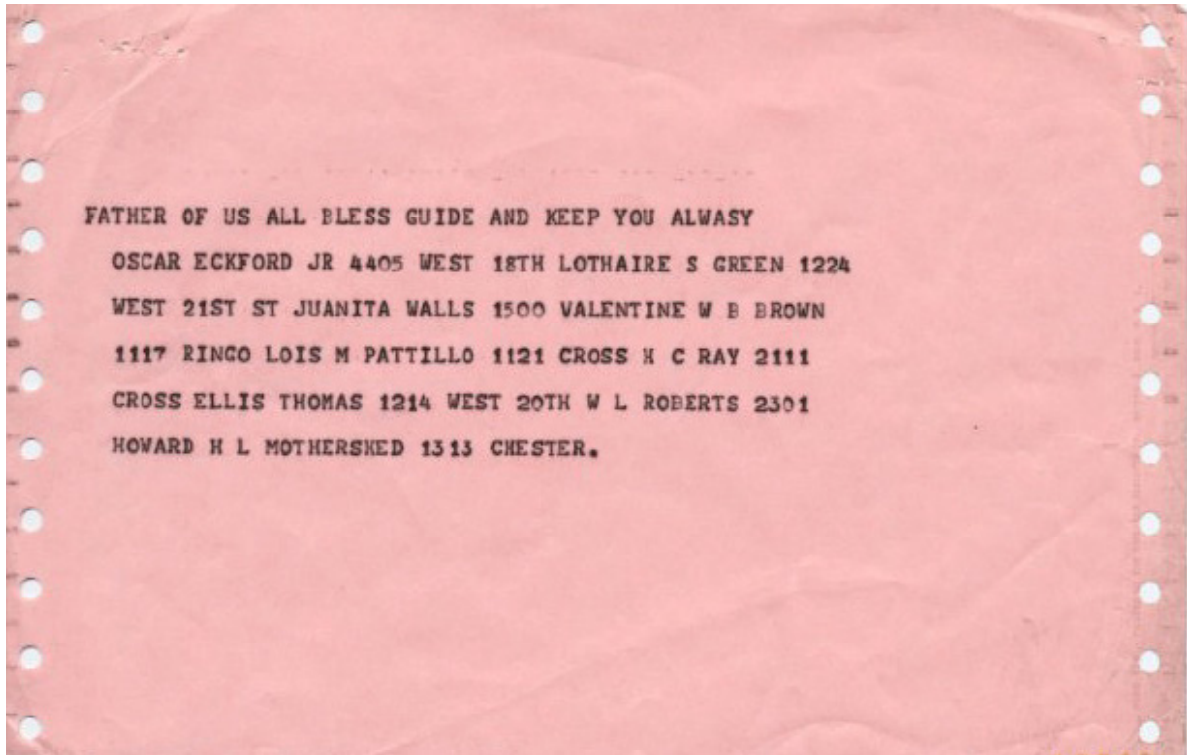 FATHER OF US ALL BLESS GUIDE AND KEEP YOU ALWASY
OSCAR ECKFORD JR 4405 WEST 18TH LOTHAIRE S GREEN 1224
WEST 21ST ST JUANITA WALLS 1500 VALENTINE W B BROWN
1117 RINGO LOIS M PATTILLO 1121 CROSS H C RAY 2111
CROSS ELLIS THOMAS 1214 WEST 20TH W L ROBERTS 2301
HOWARD H L MOTHERSHED 1313 CHESTER.